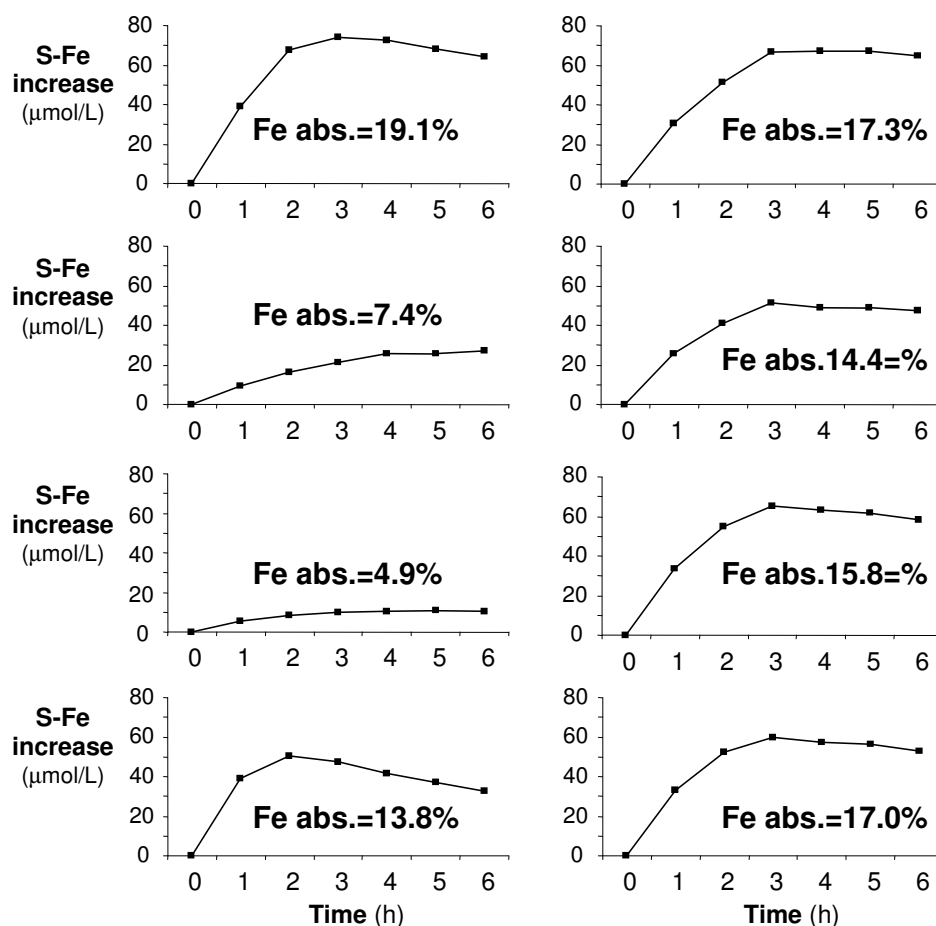 80
60
40
20
0
S-Fe
increase
(μmol/L)
Fe abs.=19.1%
0 1 2 3 4 5 6
80
60
40
20
0
Fe abs.=17.3%
0 1 2 3 4 5 6
80
60
40
20
0
S-Fe
increase
(μmol/L)
Fe abs.=7.4%
0 1 2 3 4 5 6
80
60
40
20
0
Fe abs.14.4=%
0 1 2 3 4 5 6
80
60
40
20
0
S-Fe
increase
(μmol/L)
Fe abs.=4.9%
0 1 2 3 4 5 6
80
60
40
20
0
Fe abs.15.8=%
0 1 2 3 4 5 6
80
60
40
20
0
S-Fe
increase
(μmol/L)
Fe abs.=13.8%
0 1 2 3 4 5 6
Time (h)
80
60
40
20
0
Fe abs.=17.0%
0 1 2 3 4 5 6
Time (h)